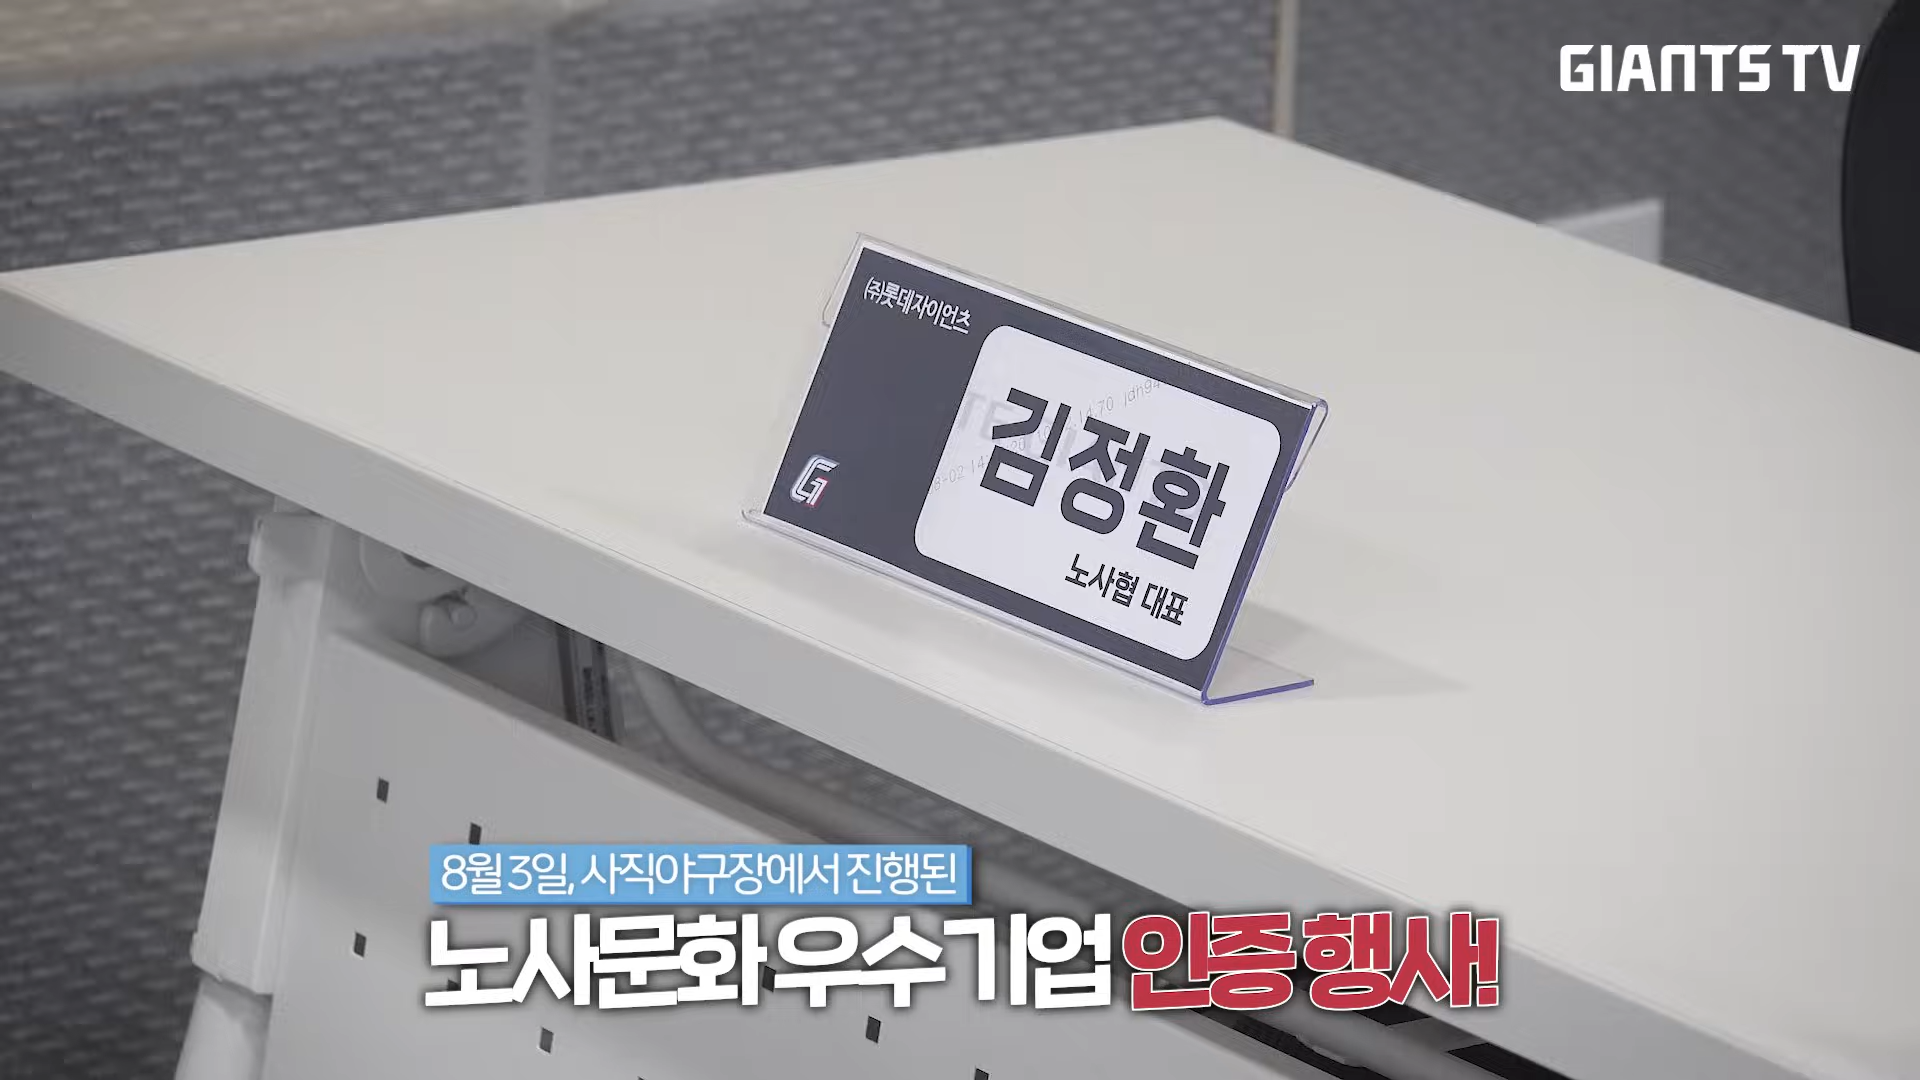 GIANTS TV
(주)롯데자이언츠
김정환
노사협 대표
8월 3일, 사직야구장에서 진행된
노사문화 우수 기업 인증 행사!